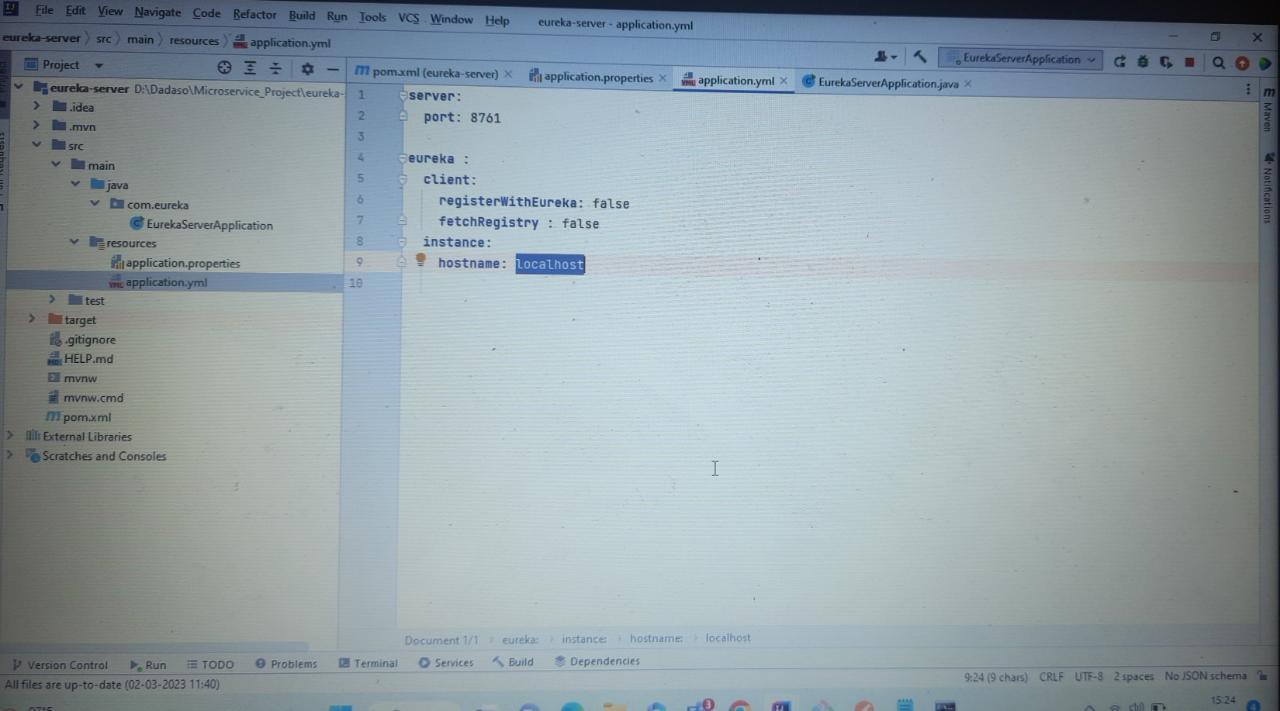 File Edit View Navigate Code Refactor Build Run Tools VCS Window Help eureka-server - application.yml
eureka-server src main resources application.yml
EurekaServerApplication
Project
pom.xml (eureka-server) application.properties application.yml EurekaServerApplication.java
eureka-server D:\Dadaso\Microservice_Project\eureka-
.idea
.mvn
src
main
java
com.eureka
EurekaServerApplication
resources
application.properties
application.yml
test
target
.gitignore
HELP.md
mvnw
mvnw.cmd
pom.xml
External Libraries
Scratches and Consoles
1 server:
2 port: 8761
3
4 eureka :
5 client:
6 registerWithEureka: false
7 fetchRegistry : false
8 instance:
9 hostname: localhost
10
Maven
Notifications
Document 1/1 eureka: instance: hostname: localhost
Version Control Run TODO Problems Terminal Services Build Dependencies
All files are up-to-date (02-03-2023 11:40)
9:24 (9 chars) CRLF UTF-8 2 spaces No JSON schema
15:24